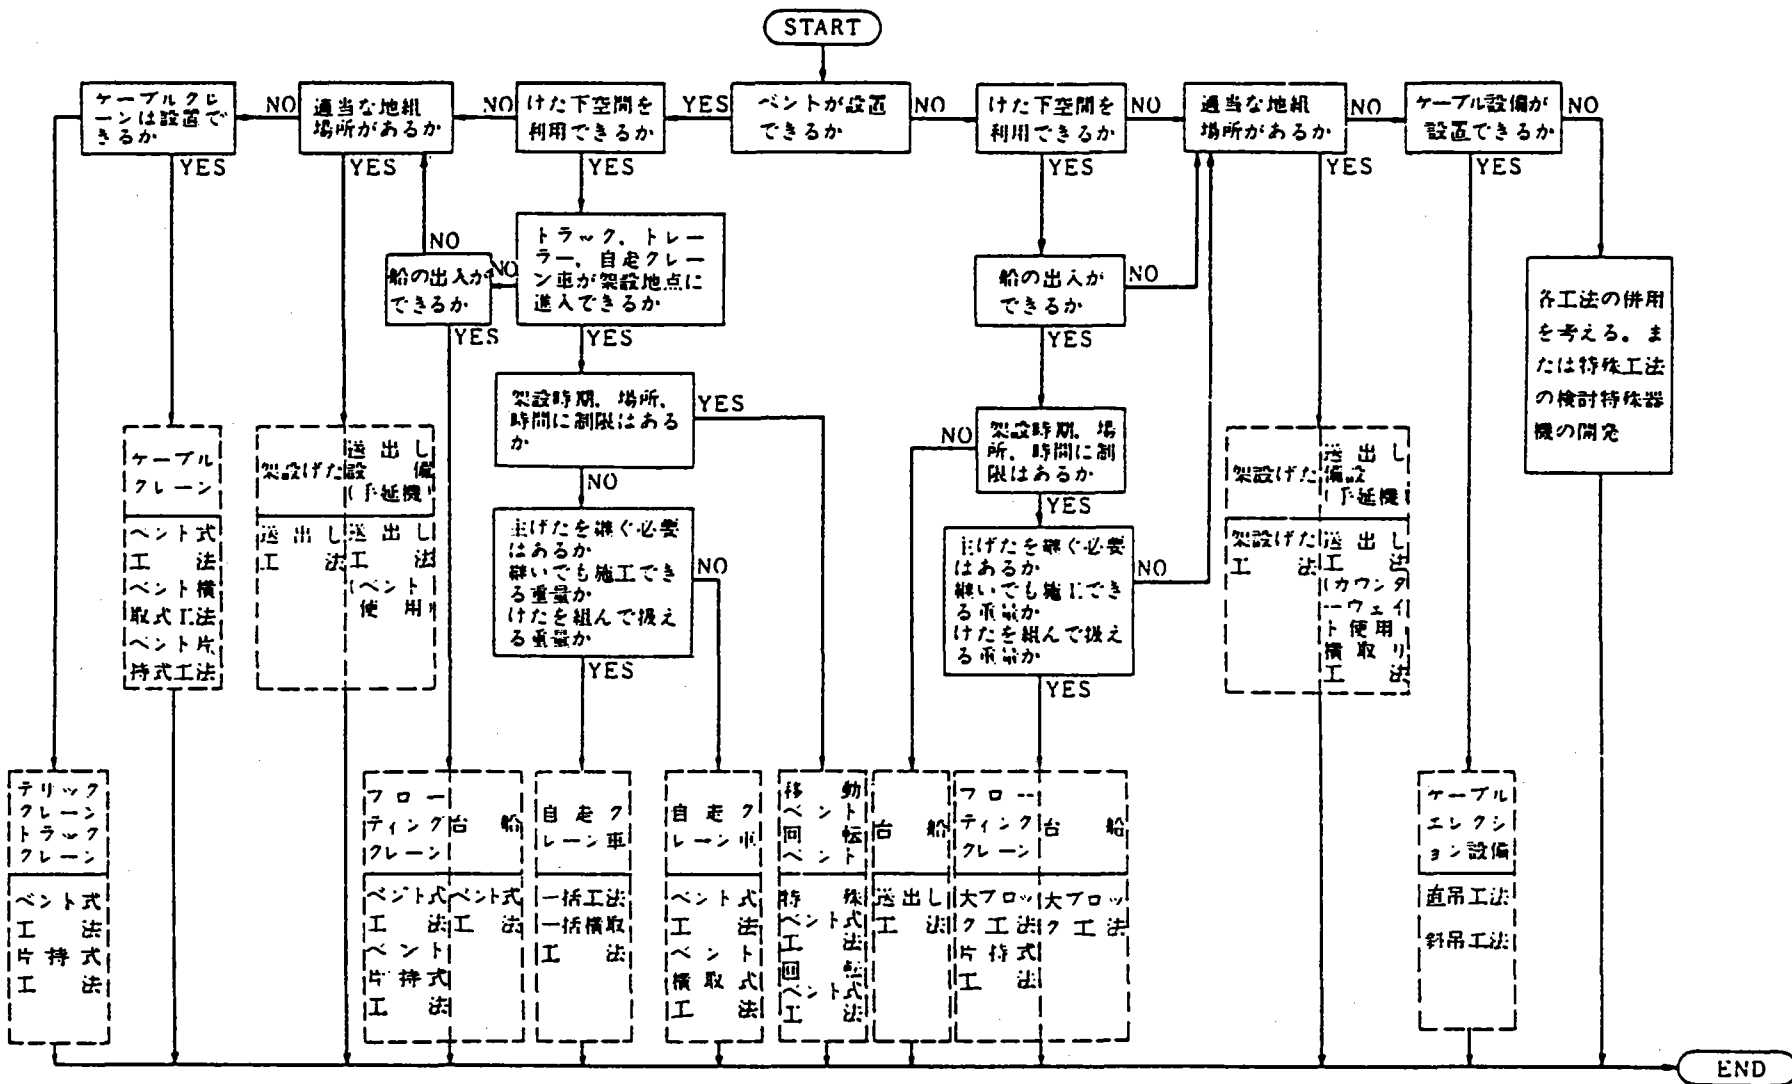 START
ケーブルクレ
ーンは設置で
きるか
NO
適当な地組
場所があるか
NO
けた下空間を
利用できるか
YES
ベントが設置
できるか
NO
けた下空間を
利用できるか
NO
適当な地組
場所があるか
NO
ケーブル設備が
設置できるか
NO
YES
YES
YES
YES
YES
YES
NO
船の出入が
できるか
NO
トラック，トレー
ラー，自走クレー
ン車が架設地点に
進入できるか
船の出入が
できるか
NO
各工法の併用
を考える。ま
たは特殊工法
の検討特殊器
機の開発
YES
YES
YES
架設時期，場所，
時間に制限はある
か
YES
NO
NO
架設時期，場
所，時間に制
限はあるか
YES
主げたを継ぐ必要
はあるか
継いでも施工でき
る重量か
けたを組んで扱え
る重量か
NO
YES
主げたを継ぐ必要
はあるか
継いでも施工でき
る重量か
けたを組んで扱え
る重量か
NO
YES
ケーブル
クレーン
ベント式
工法
ベント横
取式工法
ベント片
持式工法
架設げた
送出し
設備
(手延機)
送出し
工法
送出し
工法
(ベント
使用)
架設げた
送出し
備設
(手延機)
架設げた
工法
送出し
工法
(カウンタ
ーウェイ
ト使用
横取り
工法
テリック
クレーン
トラック
クレーン
ベント式
工法
片持式
工法
フロー
ティング
クレーン
台船
ベント式
工法
ベント
片持式
工法
ベント式
工法
自走ク
レーン車
一括工法
一括横取
工法
自走ク
レーン車
ベント式
工法
ベント
横取式
工法
移動
ベント
回転
ベント
特殊
ベント式
工法
回転
ベント式
工法
台船
送出し
工法
フロー
ティンク
クレーン
台船
大ブロッ
ク工法
片持式
工法
大ブロッ
ク工法
ケーブル
エレクシ
ョン設備
直吊工法
斜吊工法
END